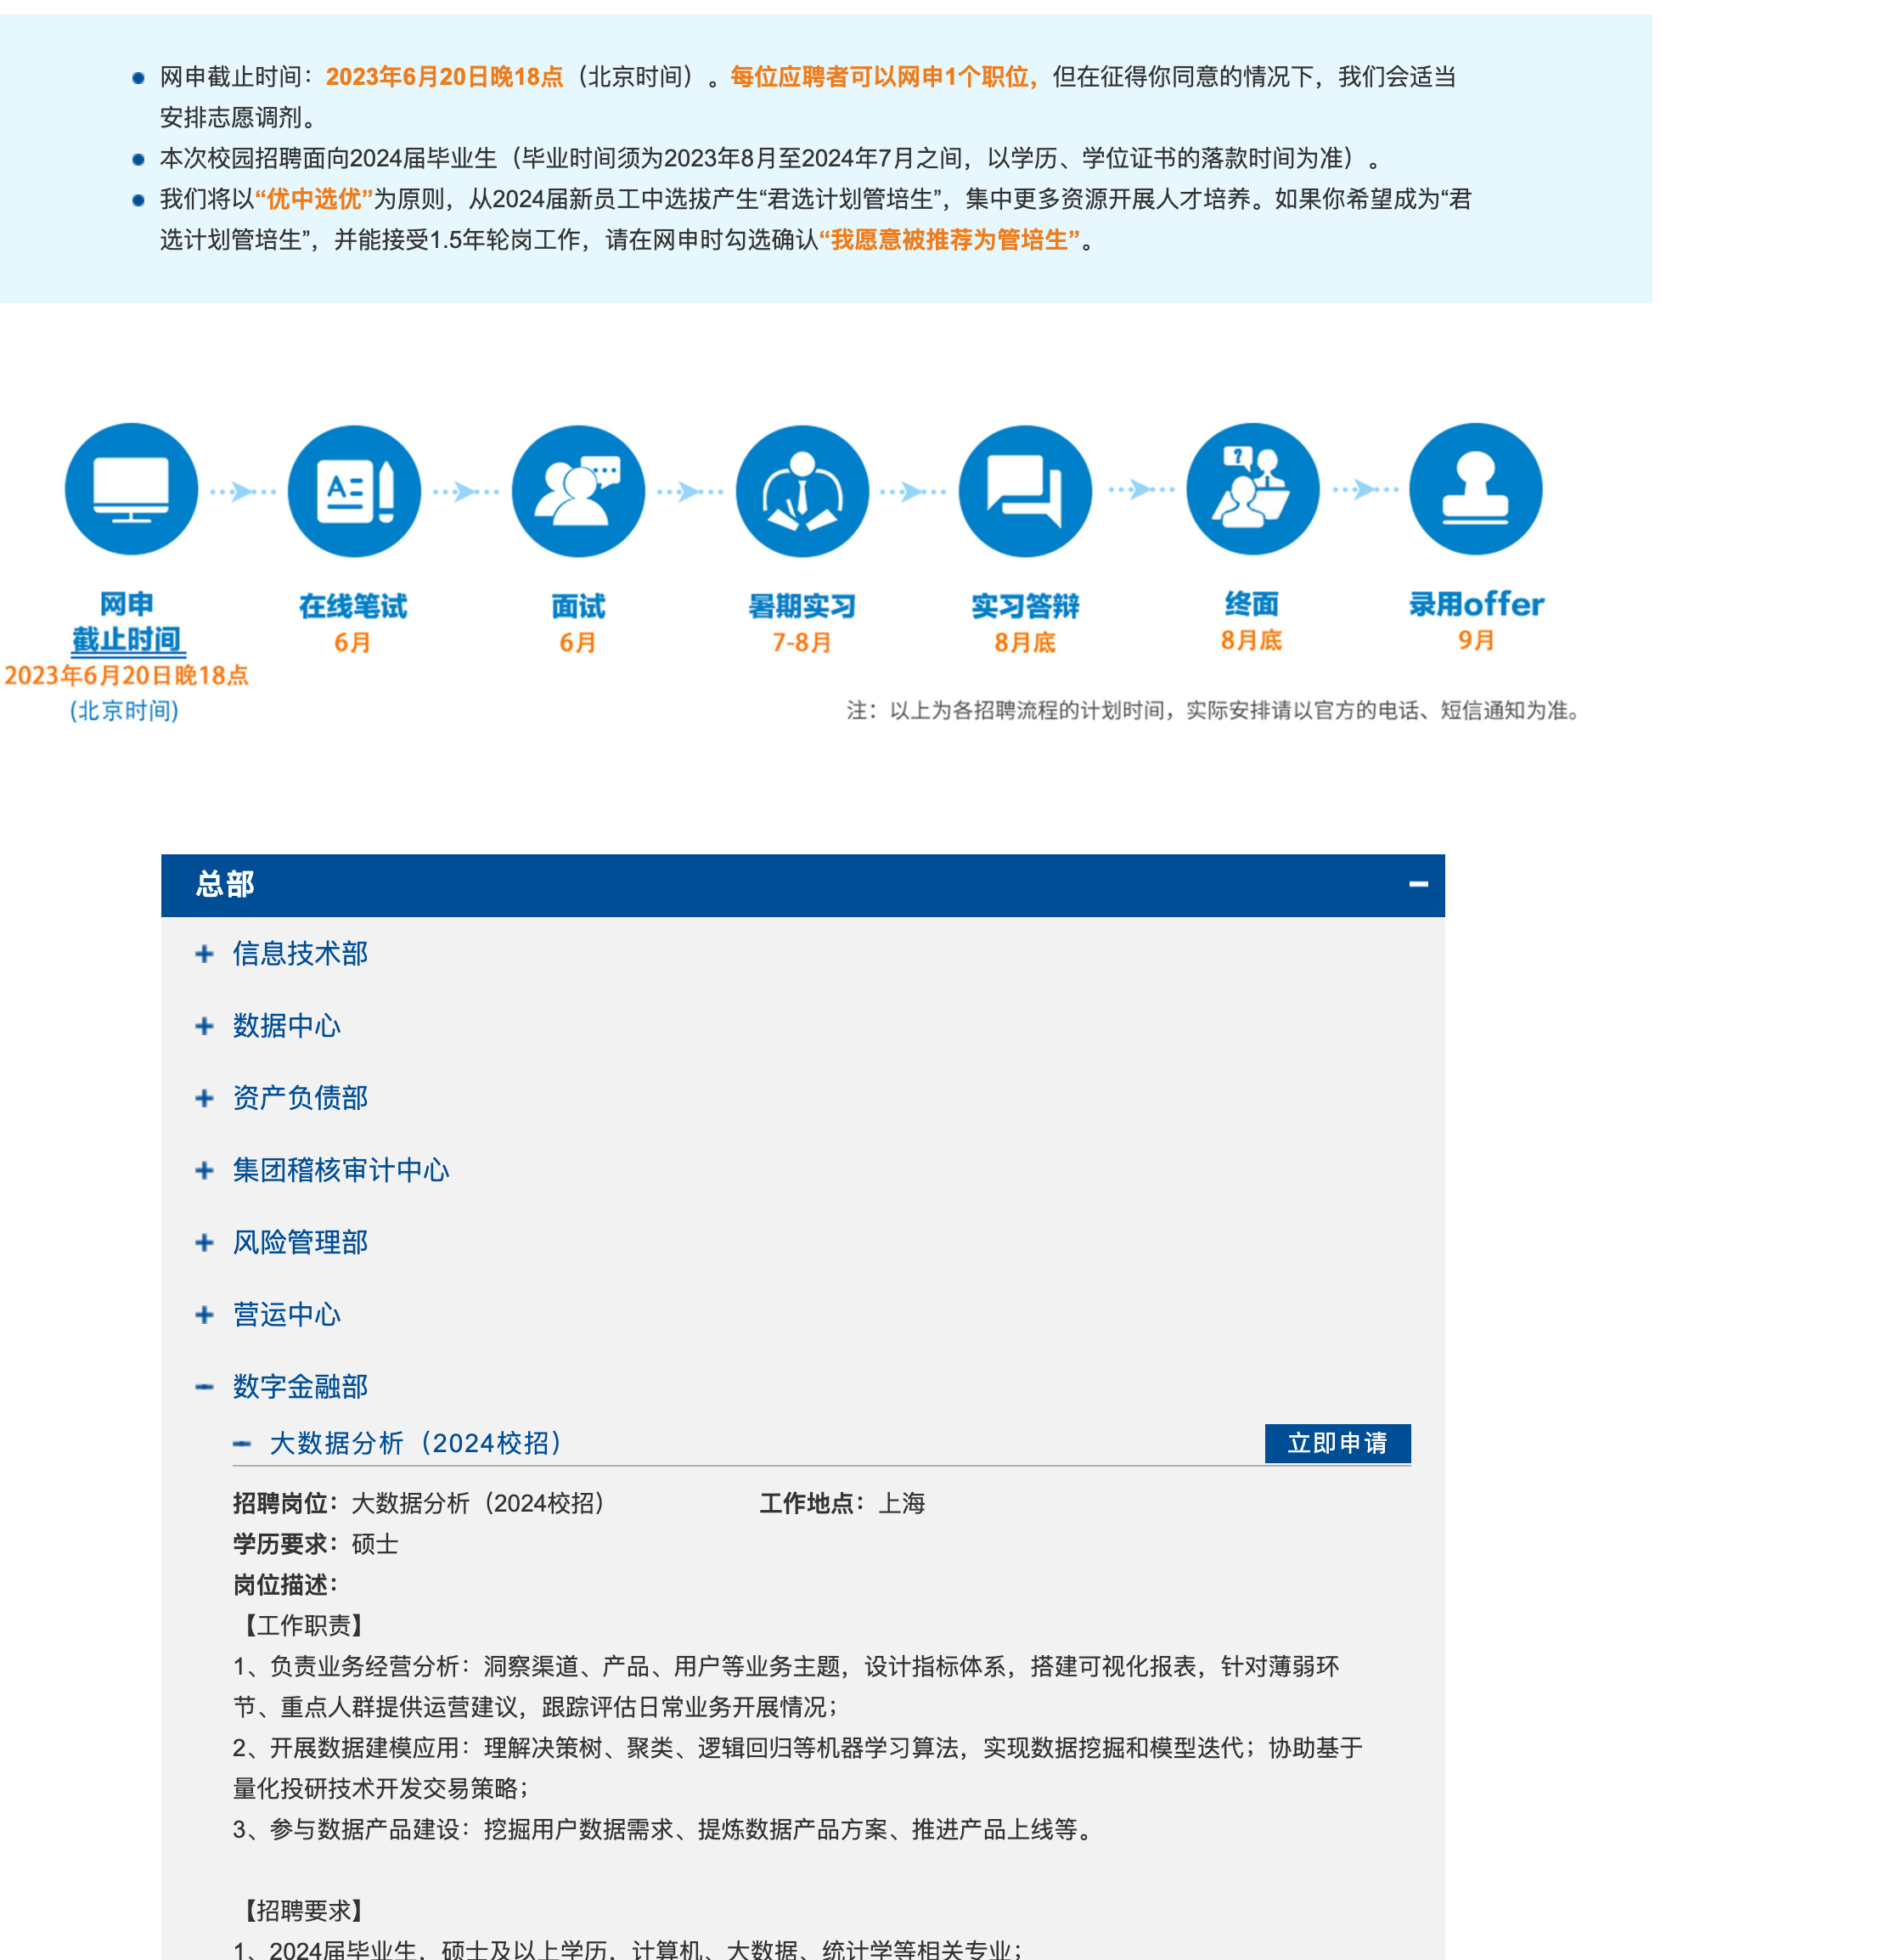 网申截止时间：2023年6月20日晚18点（北京时间）。每位应聘者可以网申1个职位，但在征得你同意的情况下，我们会适当
安排志愿调剂。
本次校园招聘面向2024届毕业生（毕业时间须为2023年8月至2024年7月之间，以学历、学位证书的落款时间为准）。
我们将以“优中选优”为原则，从2024届新员工中选拔产生“君选计划管培生”，集中更多资源开展人才培养。如果你希望成为“君
选计划管培生”，并能接受1.5年轮岗工作，请在网申时勾选确认“我愿意被推荐为管培生”。
A
?
网申
截止时间
2023年6月20日晚18点
(北京时间)
在线笔试
6月
面试
6月
暑期实习
7-8月
实习答辩
8月底
终面
8月底
录用offer
9月
注：以上为各招聘流程的计划时间，实际安排请以官方的电话、短信通知为准。
总部
信息技术部
数据中心
资产负债部
集团稽核审计中心
风险管理部
营运中心
数字金融部
大数据分析（2024校招） 立即申请
招聘岗位：大数据分析（2024校招） 工作地点：上海
学历要求：硕士
岗位描述：
【工作职责】
1、负责业务经营分析：洞察渠道、产品、用户等业务主题，设计指标体系，搭建可视化报表，针对薄弱环
节、重点人群提供运营建议，跟踪评估日常业务开展情况；
2、开展数据建模应用：理解决策树、聚类、逻辑回归等机器学习算法，实现数据挖掘和模型迭代；协助基于
量化投研技术开发交易策略；
3、参与数据产品建设：挖掘用户数据需求、提炼数据产品方案、推进产品上线等。
【招聘要求】
1、2024届毕业生，硕士及以上学历，计算机、大数据、统计学等相关专业；